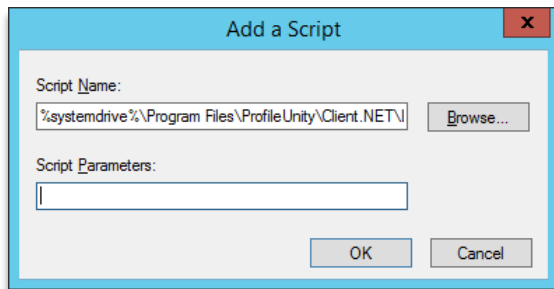 Add a Script
x
Script Name:
%systemdrive%\Program Files\ProfileUnity\Client.NET\
Browse...
Script Parameters:
OK
Cancel